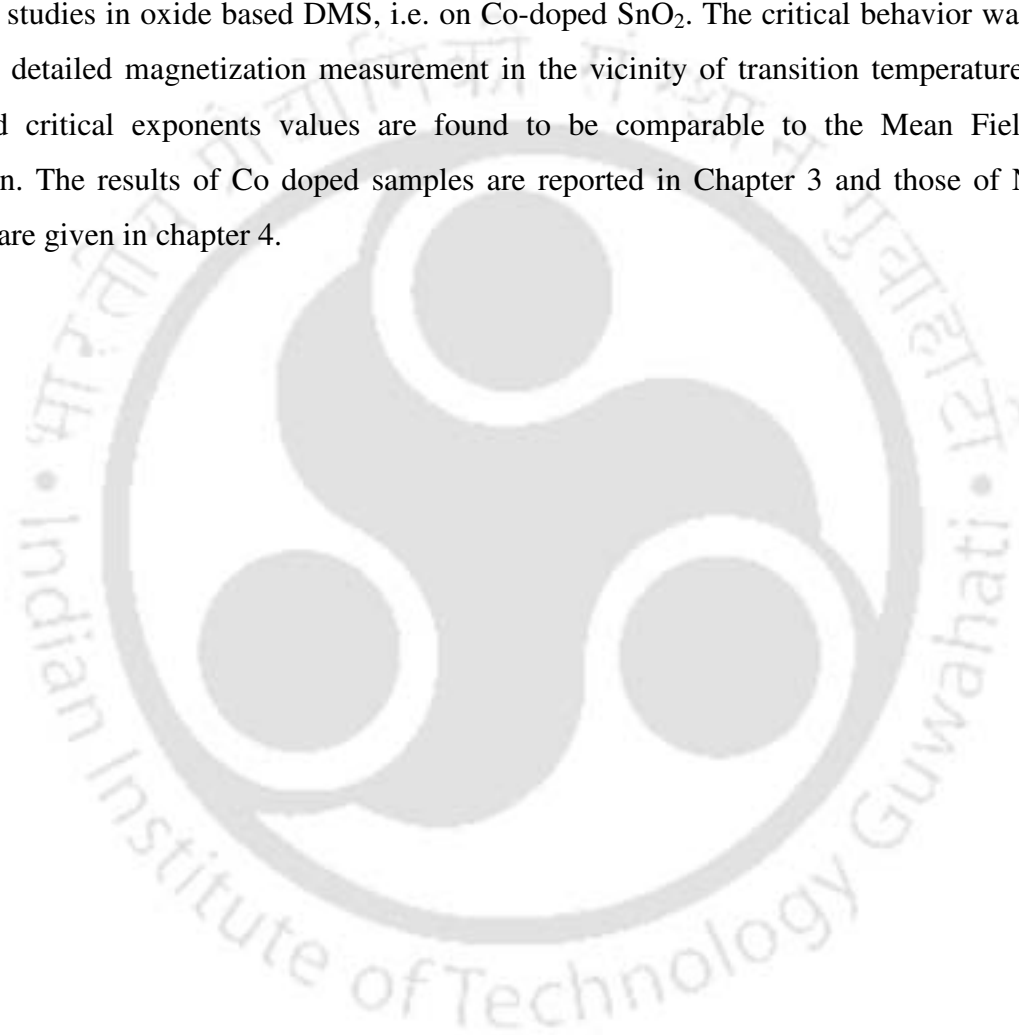 studies in oxide based DMS, i.e. on Co-doped SnO₂. The critical behavior wa
detailed magnetization measurement in the vicinity of transition temperature
d critical exponents values are found to be comparable to the Mean Fiel
n. The results of Co doped samples are reported in Chapter 3 and those of N
are given in chapter 4.
भारतीय प्रौद्योगिकी संस्थान गुवाहाटी
• Indian Institute of Technology Guwahati •